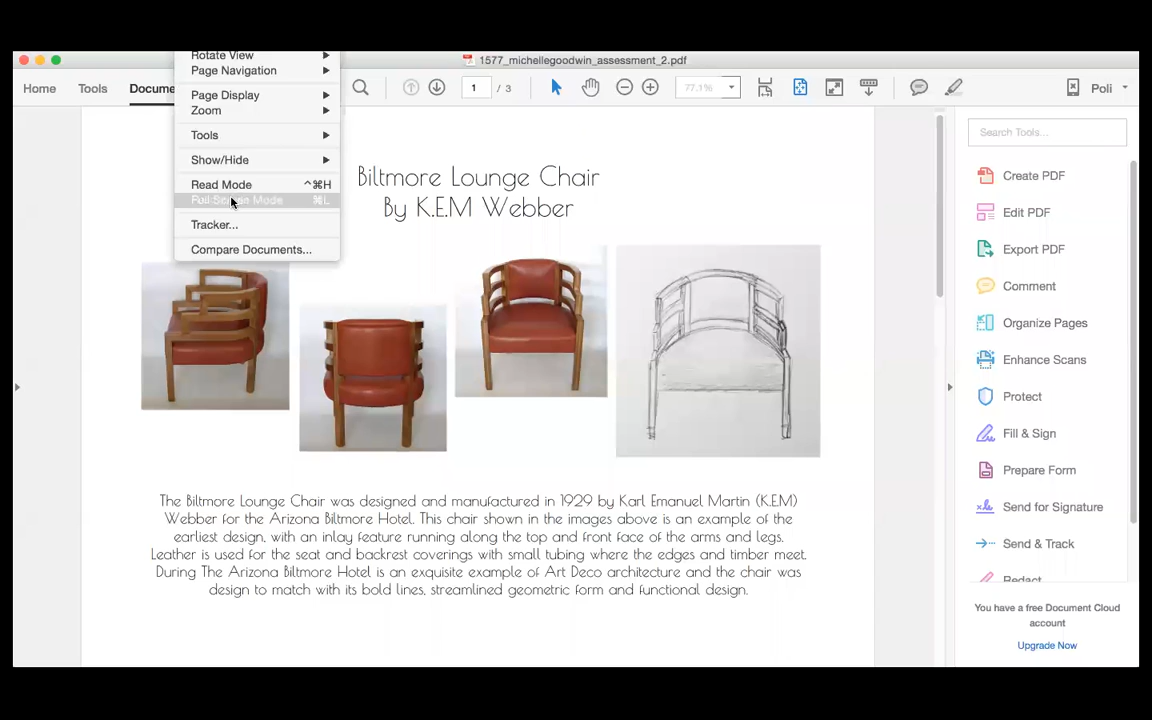 1577_michellegoodwin_assessment_2.pdf
Home
Tools
Docume
1 / 3
77.1%
Poli
Rotate View
Page Navigation
Page Display
Zoom
Tools
Show/Hide
Read Mode ^⌘H
Full Screen Mode ⌘L
Tracker...
Compare Documents...
Biltmore Lounge Chair
By K.E.M Webber
The Biltmore Lounge Chair was designed and manufactured in 1929 by Karl Emanuel Martin (K.E.M)
Webber for the Arizona Biltmore Hotel. This chair shown in the images above is an example of the
earliest design, with an inlay feature running along the top and front face of the arms and legs.
Leather is used for the seat and backrest coverings with small tubing where the edges and timber meet.
During The Arizona Biltmore Hotel is an exquisite example of Art Deco architecture and the chair was
design to match with its bold lines, streamlined geometric form and functional design.
Search Tools...
Create PDF
Edit PDF
Export PDF
Comment
Organize Pages
Enhance Scans
Protect
Fill & Sign
Prepare Form
Send for Signature
Send & Track
Redact
You have a free Document Cloud
account
Upgrade Now